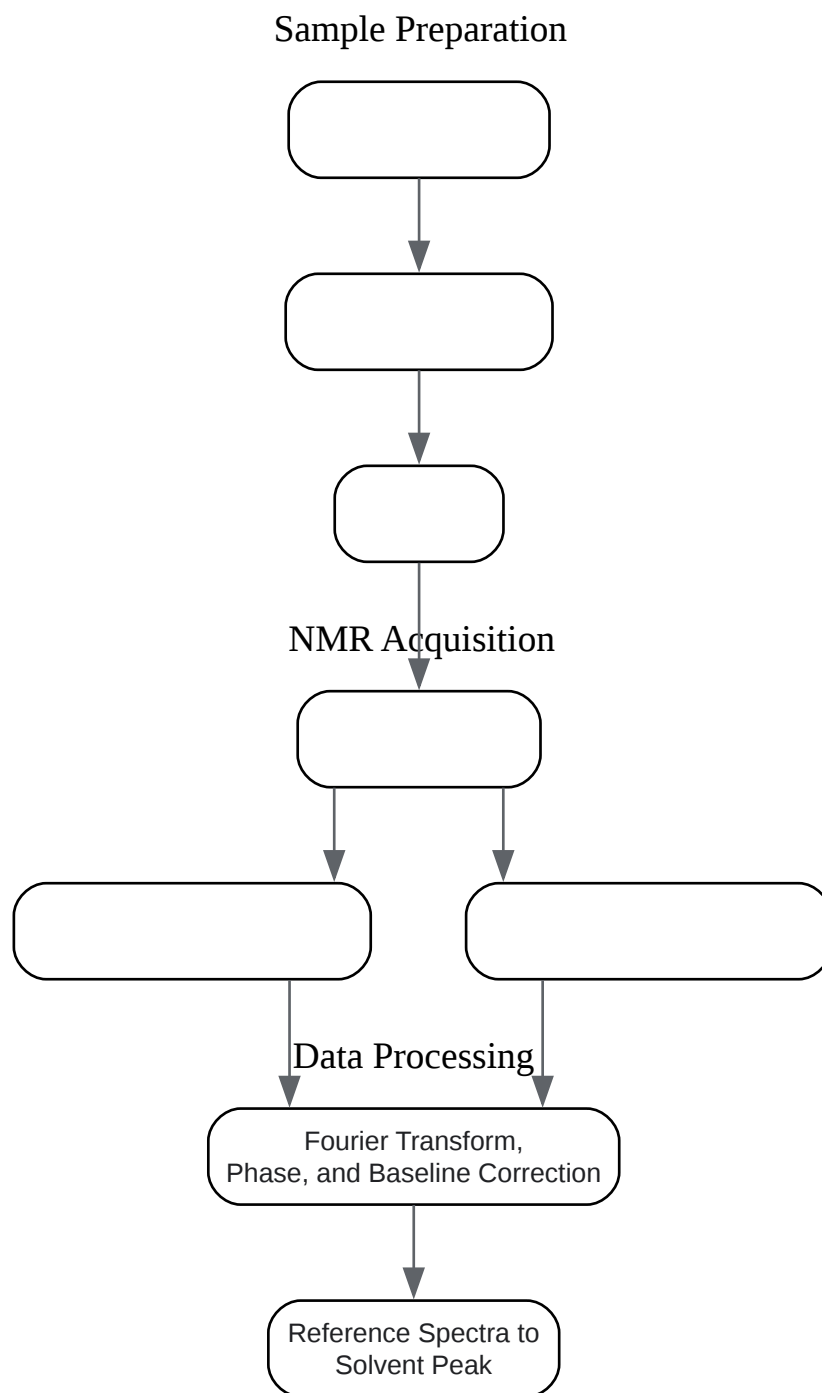 Sample Preparation
NMR Acquisition
Data Processing
Fourier Transform,
Phase, and Baseline Correction
Reference Spectra to
Solvent Peak